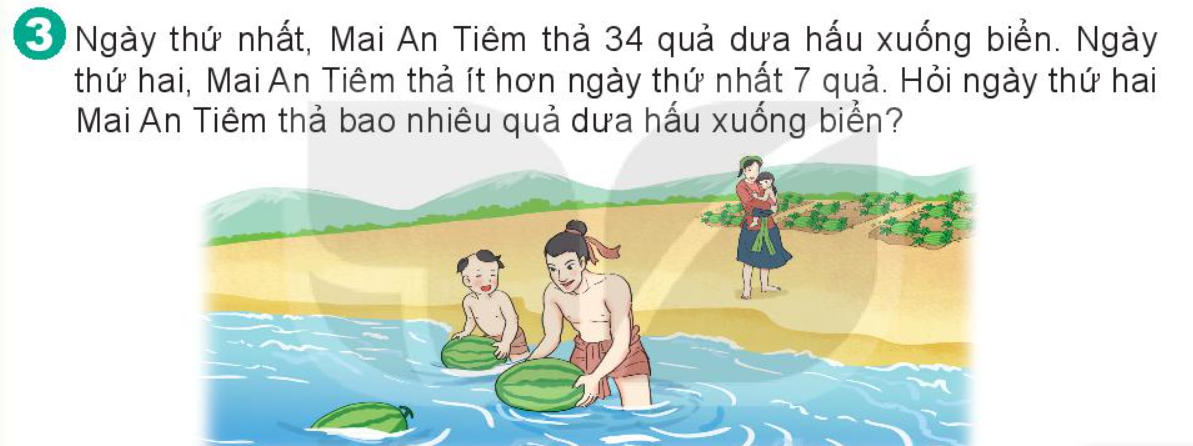 3 Ngày thứ nhất, Mai An Tiêm thả 34 quả dưa hấu xuống biển. Ngày
thứ hai, Mai An Tiêm thả ít hơn ngày thứ nhất 7 quả. Hỏi ngày thứ hai
Mai An Tiêm thả bao nhiêu quả dưa hấu xuống biển?